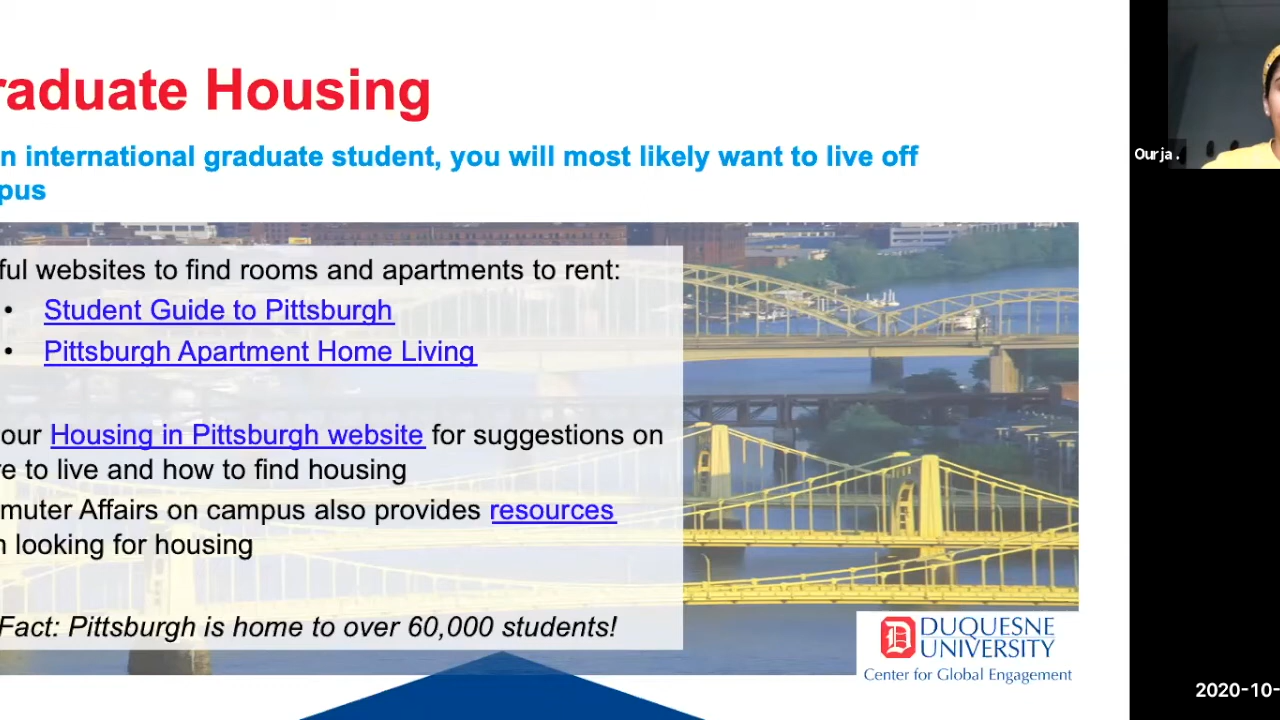 raduate Housing
n international graduate student, you will most likely want to live off
pus
ful websites to find rooms and apartments to rent:
• Student Guide to Pittsburgh
• Pittsburgh Apartment Home Living
our Housing in Pittsburgh website for suggestions on
re to live and how to find housing
muter Affairs on campus also provides resources
n looking for housing
Fact: Pittsburgh is home to over 60,000 students!
DUQUESNE
UNIVERSITY
Center for Global Engagement
Ourja.
2020-10-